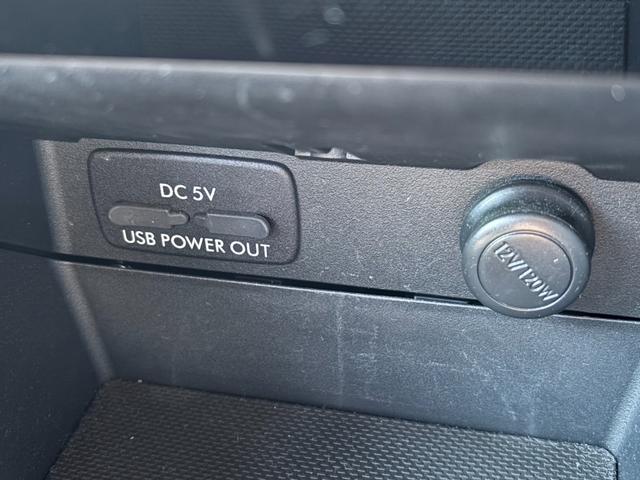 DC 5V
USB POWER OUT
12V/120W